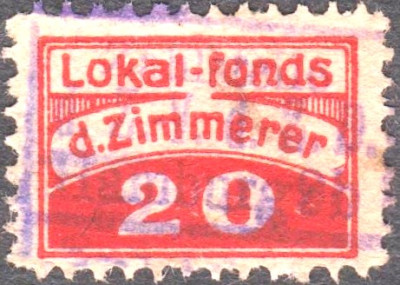 Lokal-fonds
d. Zimmerer
20